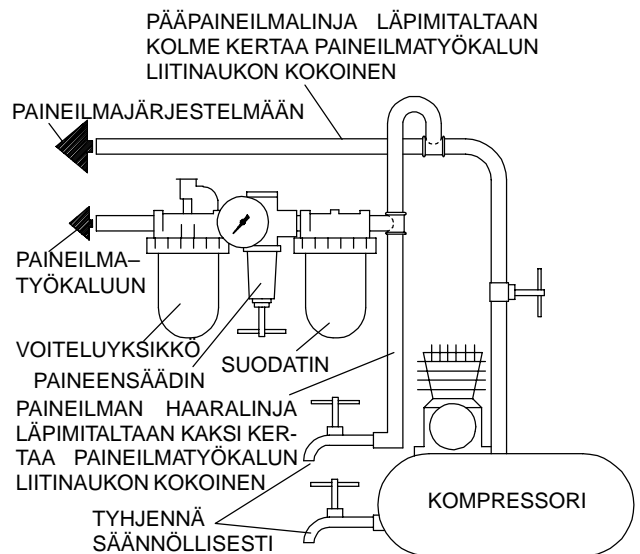 PÄÄPAINEILMALINJA LÄPIMITALTAAN
KOLME KERTAA PAINEILMATYÖKALUN
LIITINAUKON KOKOINEN
PAINEILMAJÄRJESTELMÄÄN
PAINEILMA–
TYÖKALUUN
VOITELUYKSIKKÖ
SUODATIN
PAINEENSÄÄDIN
PAINEILMAN HAARALINJA
LÄPIMITALTAAN KAKSI KER-
TAA PAINEILMATYÖKALUN
LIITINAUKON KOKOINEN
KOMPRESSORI
TYHJENNÄ
SÄÄNNÖLLISESTI